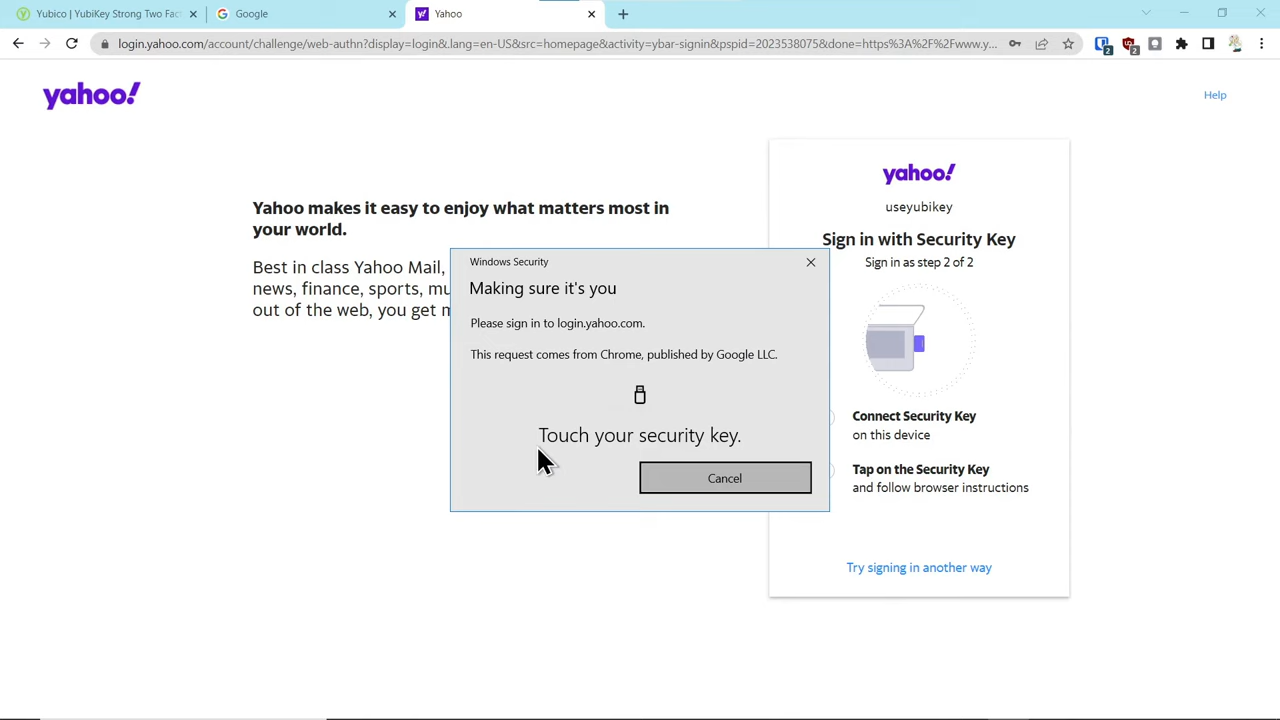 Yubico | YubiKey Strong Two Fact
Google
Yahoo
login.yahoo.com/account/challenge/web-authn?display=login&.lang=en-US&src=homepage&activity=ybar-signin&pspid=2023538075&done=https%3A%2F%2Fwww.y...
2
2
yahoo!
Help
Yahoo makes it easy to enjoy what matters most in
your world.
Best in class Yahoo Mail,
news, finance, sports, mu
out of the web, you get m
Windows Security
Making sure it's you
Please sign in to login.yahoo.com.
This request comes from Chrome, published by Google LLC.
Touch your security key.
Cancel
yahoo!
useyubikey
Sign in with Security Key
Sign in as step 2 of 2
Connect Security Key
on this device
Tap on the Security Key
and follow browser instructions
Try signing in another way